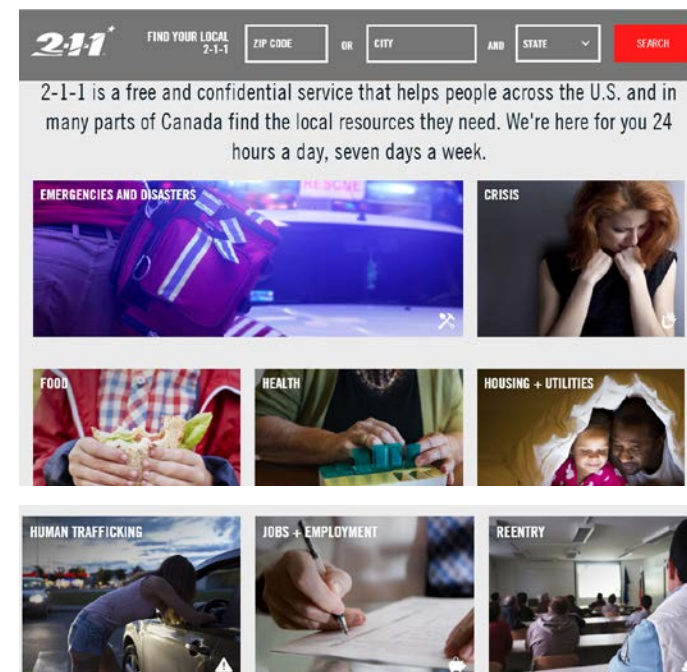 2-1-1
FIND YOUR LOCAL
2-1-1
ZIP CODE
OR
CITY
AND
STATE
SEARCH
2-1-1 is a free and confidential service that helps people across the U.S. and in
many parts of Canada find the local resources they need. We're here for you 24
hours a day, seven days a week.
EMERGENCIES AND DISASTERS
RESCUE
CRISIS
FOOD
HEALTH
HOUSING + UTILITIES
HUMAN TRAFFICKING
JOBS + EMPLOYMENT
REENTRY